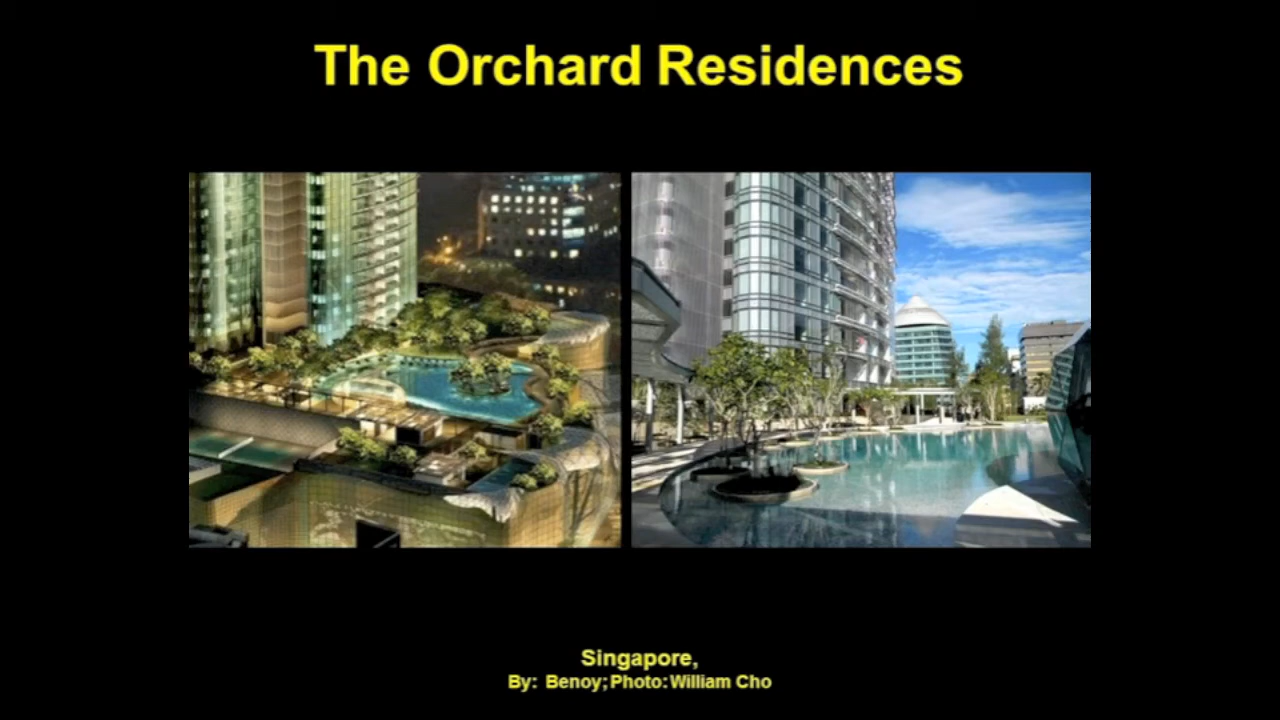 The Orchard Residences
Singapore,
By: Benoy; Photo: William Cho